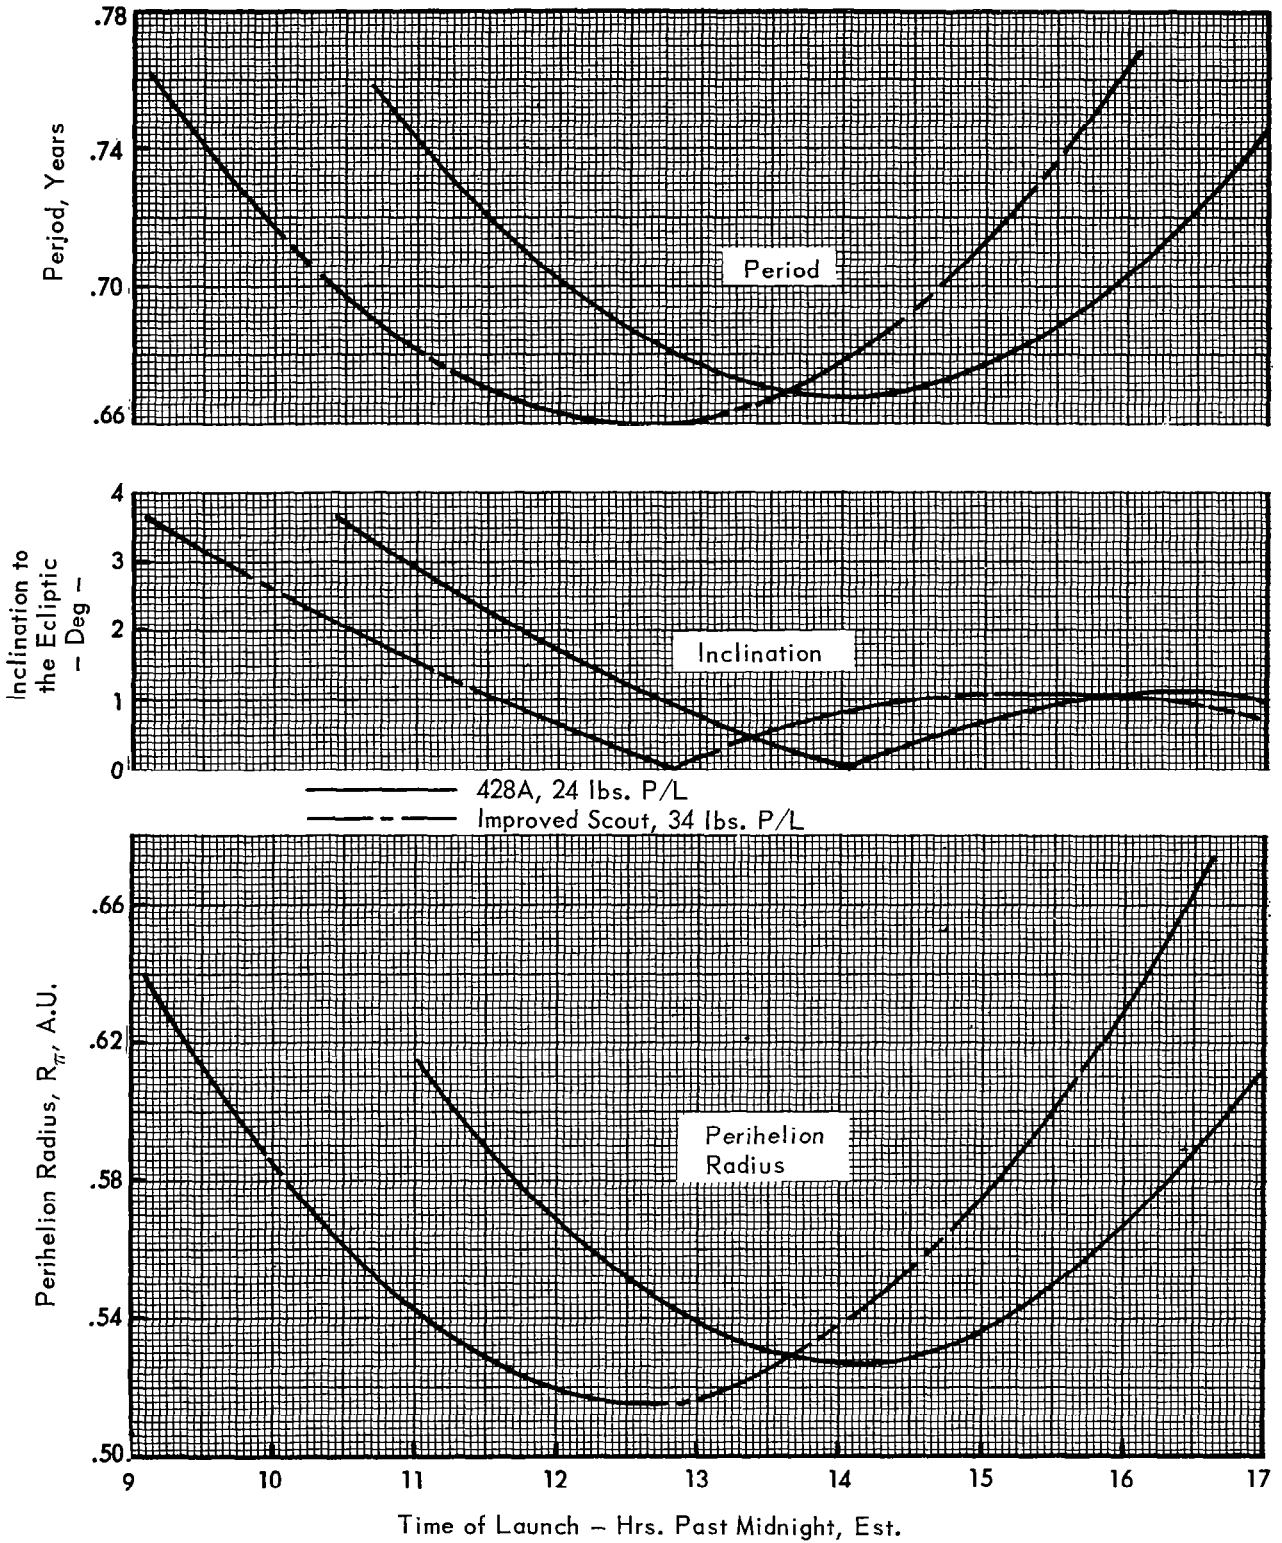 .78
.74
.70
.66
Period, Years
Period
4
3
2
1
0
Inclination to
the Ecliptic
– Deg –
Inclination
428A, 24 lbs. P/L
Improved Scout, 34 lbs. P/L
.66
.62
.58
.54
.50
Perihelion Radius, Rπ, A.U.
Perihelion
Radius
9 10 11 12 13 14 15 16 17
Time of Launch – Hrs. Past Midnight, Est.